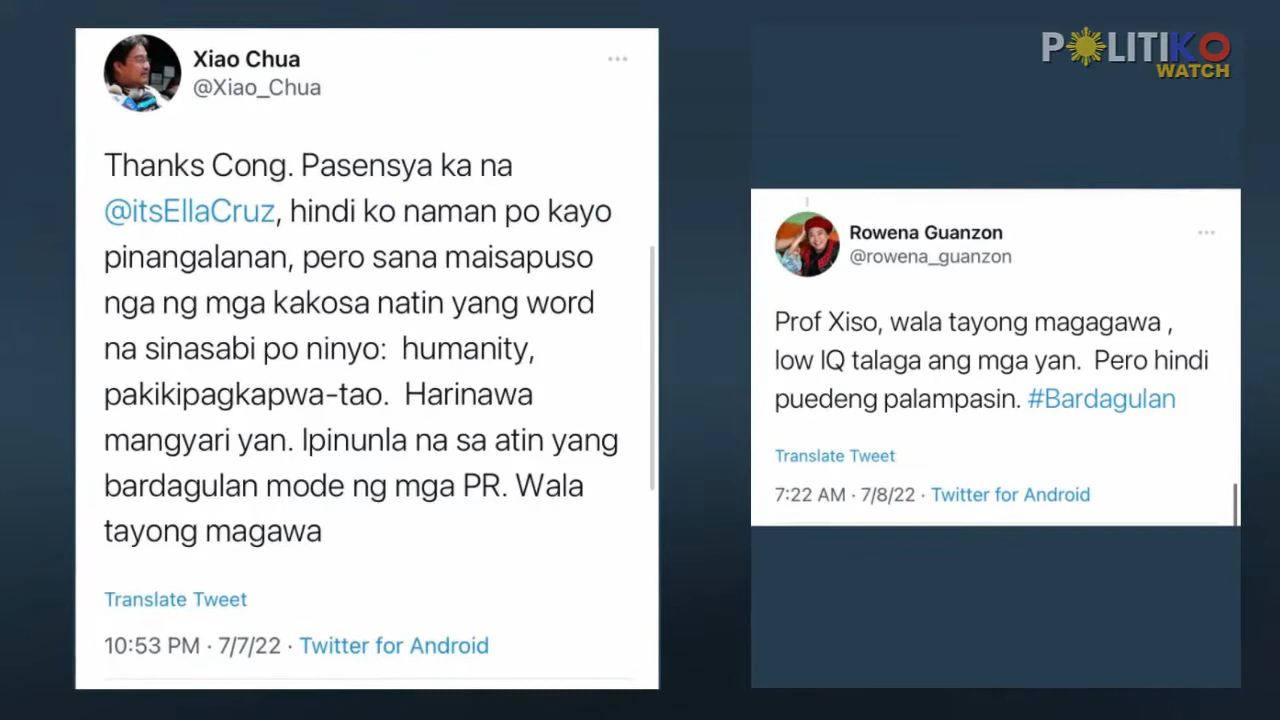 Xiao Chua
@Xiao_Chua
Thanks Cong. Pasensya ka na
@itsEllaCruz, hindi ko naman po kayo
pinangalanan, pero sana maisapuso
nga ng mga kakosa natin yang word
na sinasabi po ninyo:  humanity,
pakikipagkapwa-tao.  Harinawa
mangyari yan. Ipinunla na sa atin yang
bardagulan mode ng mga PR. Wala
tayong magawa
Translate Tweet
10:53 PM · 7/7/22 · Twitter for Android
POLITIKO
WATCH
Rowena Guanzon
@rowena_guanzon
Prof Xiso, wala tayong magagawa ,
low IQ talaga ang mga yan.  Pero hindi
puedeng palampasin. #Bardagulan
Translate Tweet
7:22 AM · 7/8/22 · Twitter for Android